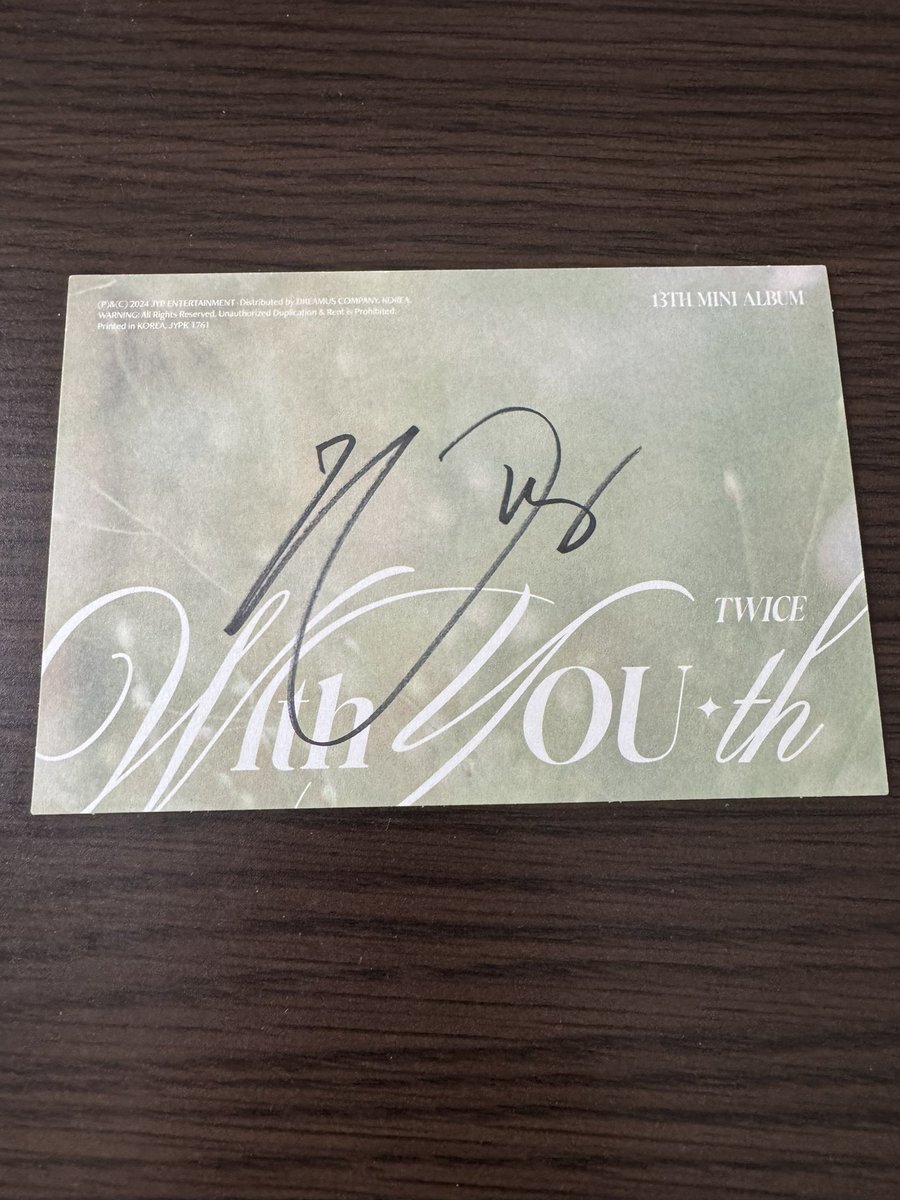 (P)&(C) 2024 JYP ENTERTAINMENT. Distributed by DREAMUS COMPANY, KOREA.
WARNING: All Rights Reserved. Unauthorized Duplication & Rent is Prohibited.
Printed in KOREA. JYPK 1761
13TH MINI ALBUM
TWICE
With YOU-th